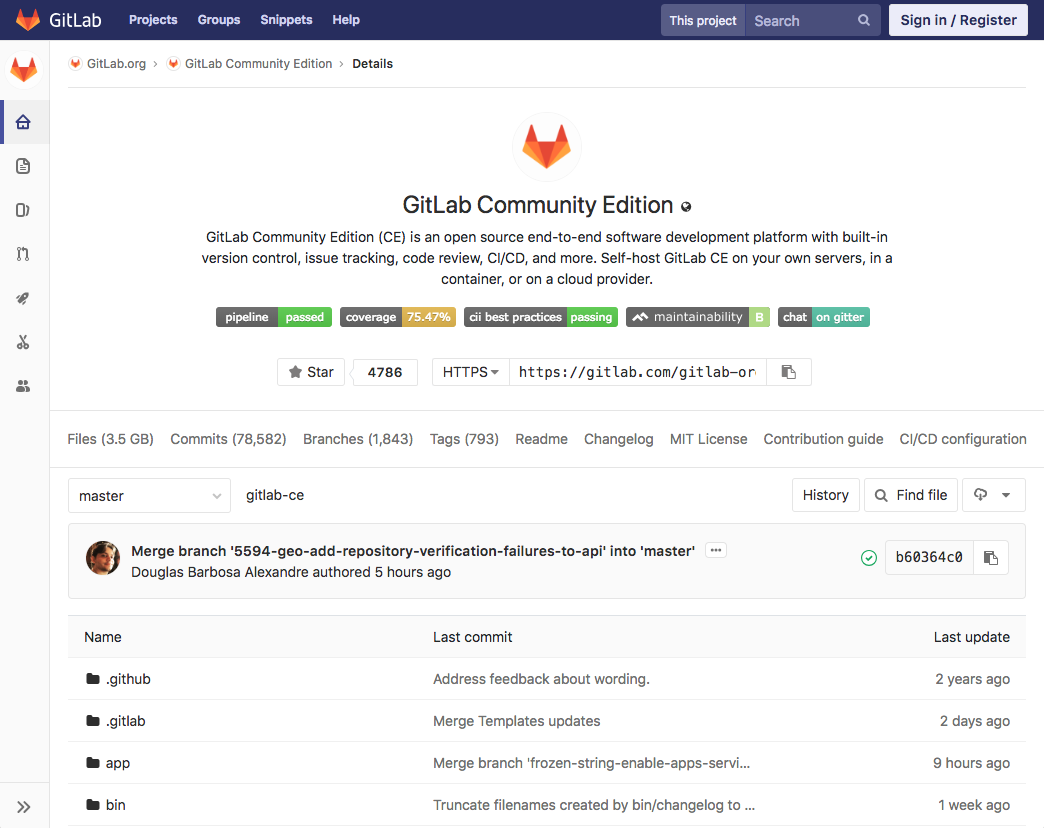 GitLab Projects Groups Snippets Help This project Search Sign in / Register
GitLab.org › GitLab Community Edition › Details
GitLab Community Edition
GitLab Community Edition (CE) is an open source end-to-end software development platform with built-in
version control, issue tracking, code review, CI/CD, and more. Self-host GitLab CE on your own servers, in a
container, or on a cloud provider.
pipeline passed coverage 75.47% cii best practices passing maintainability B chat on gitter
Star 4786 HTTPS https://gitlab.com/gitlab-or
Files (3.5 GB) Commits (78,582) Branches (1,843) Tags (793) Readme Changelog MIT License Contribution guide CI/CD configuration
master gitlab-ce History Find file
Merge branch '5594-geo-add-repository-verification-failures-to-api' into 'master' ···
Douglas Barbosa Alexandre authored 5 hours ago b60364c0
Name Last commit Last update
.github Address feedback about wording. 2 years ago
.gitlab Merge Templates updates 2 days ago
app Merge branch 'frozen-string-enable-apps-servi... 9 hours ago
bin Truncate filenames created by bin/changelog to ... 1 week ago